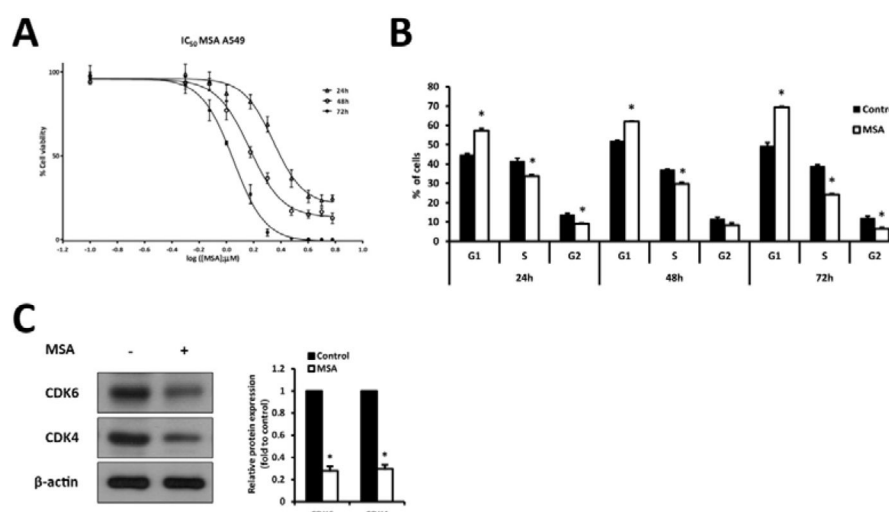 A
IC50 MSA A549
% Cell viability
100
50
0
-1.2 -1.0 -0.8 -0.6 -0.4 -0.2 0.0 0.2 0.4 0.6 0.8 1.0
log ([MSA];μM)
24h
48h
72h
B
% of cells
80
70
60
50
40
30
20
10
0
* * * * * * * *
Control
MSA
G1 S G2 G1 S G2 G1 S G2
24h 48h 72h
C
MSA - +
CDK6
CDK4
β-actin
Control
MSA
Relative protein expression
(fold to control)
1.2
1
0.8
0.6
0.4
0.2
0
* *